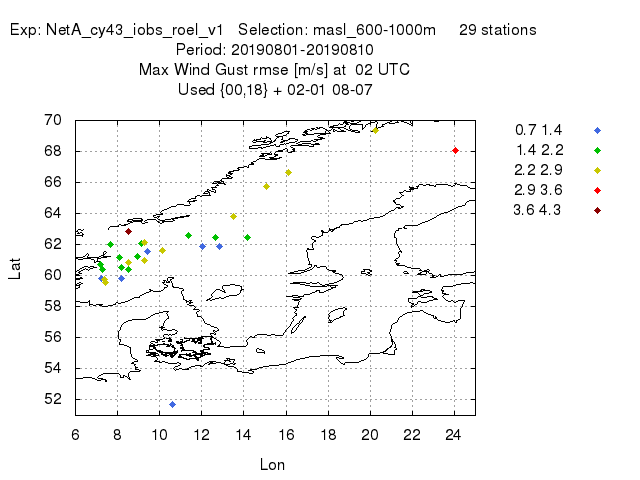 Exp: NetA_cy43_iobs_roel_v1 Selection: masl_600-1000m 29 stations
Period: 20190801-20190810
Max Wind Gust rmse [m/s] at 02 UTC
Used {00,18} + 02-01 08-07
70
68
66
64
62
60
58
56
54
52
Lat
6 8 10 12 14 16 18 20 22 24
Lon
0.7 1.4
1.4 2.2
2.2 2.9
2.9 3.6
3.6 4.3